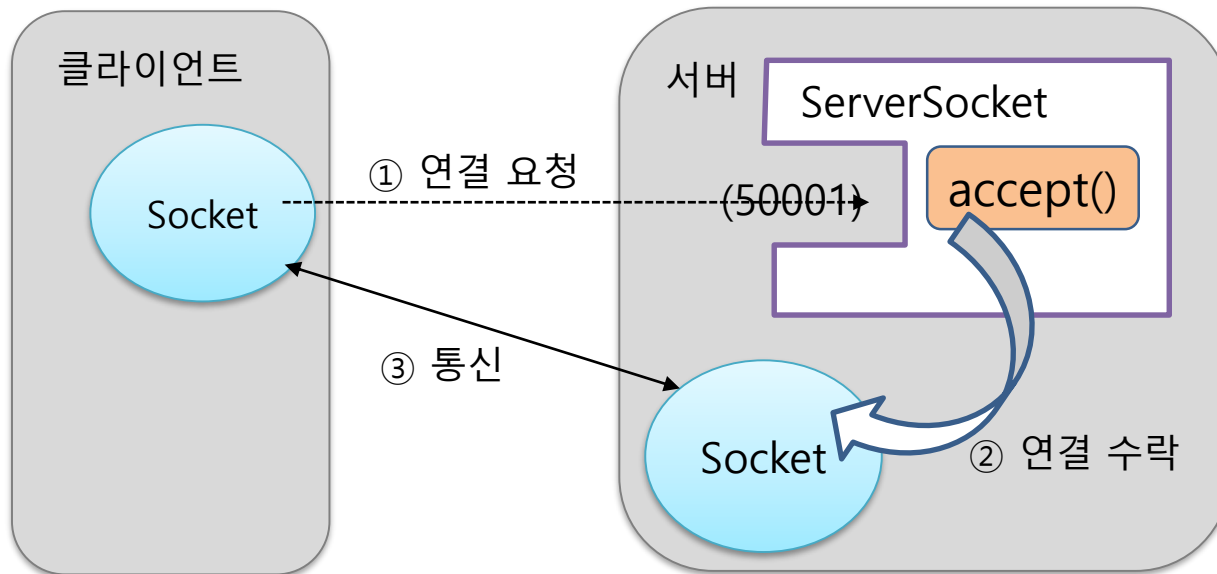 클라이언트
서버
ServerSocket
① 연결 요청
(50001)
accept()
Socket
③ 통신
Socket
② 연결 수락